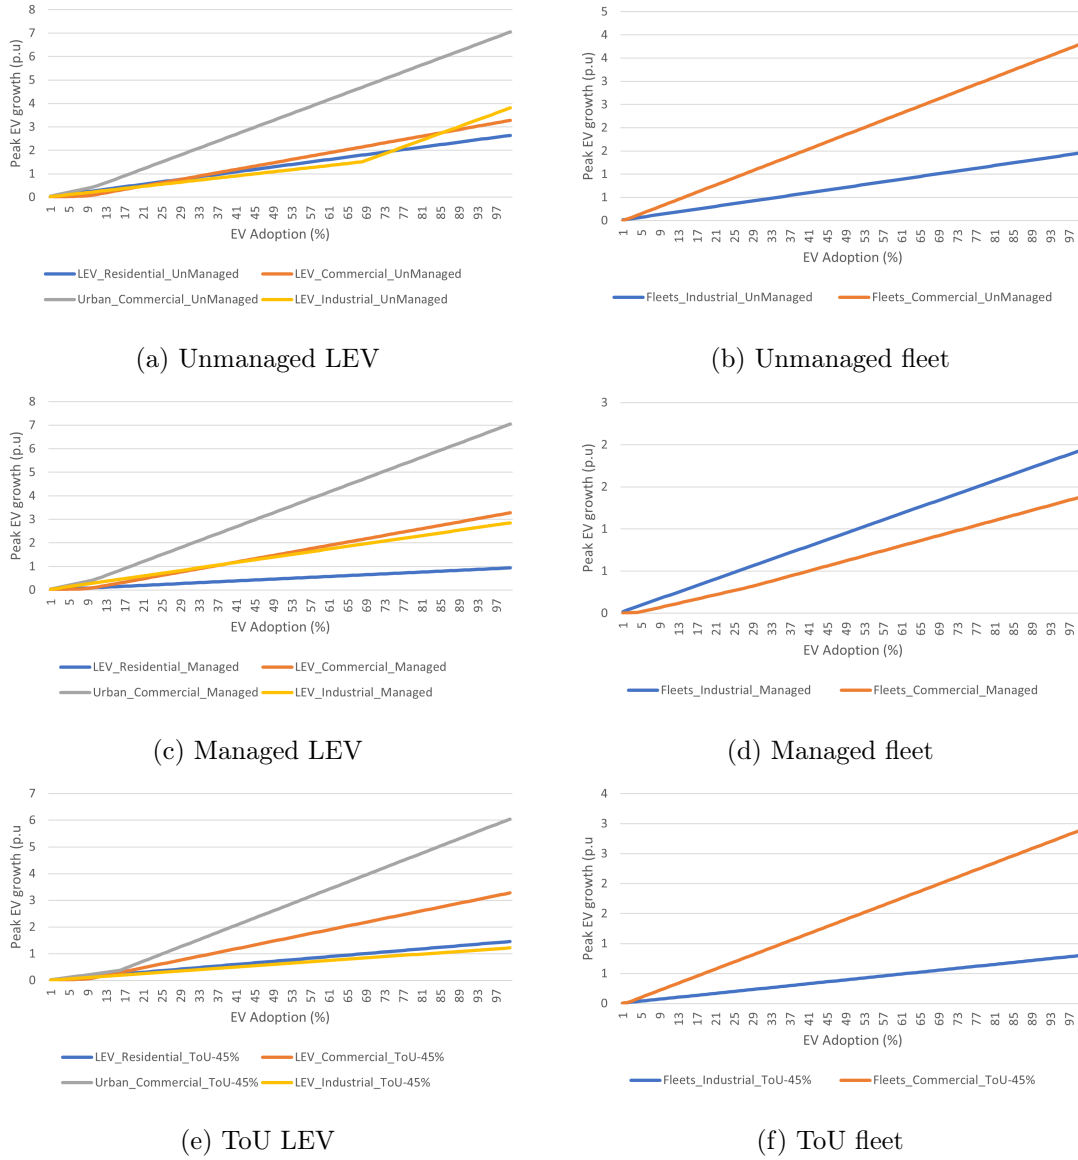 8
7
6
5
4
3
2
1
0
Peak EV growth (p.u)
1 5 9 13 17 21 25 29 33 37 41 45 49 53 57 61 65 69 73 77 81 85 89 93 97
EV Adoption (%)
LEV_Residential_UnManaged LEV_Commercial_UnManaged
Urban_Commercial_UnManaged LEV_Industrial_UnManaged
(a) Unmanaged LEV
5
4
4
3
3
2
2
1
1
0
Peak EV growth (p.u)
1 5 9 13 17 21 25 29 33 37 41 45 49 53 57 61 65 69 73 77 81 85 89 93 97
EV Adoption (%)
Fleets_Industrial_UnManaged Fleets_Commercial_UnManaged
(b) Unmanaged fleet
8
7
6
5
4
3
2
1
0
Peak EV growth (p.u)
1 5 9 13 17 21 25 29 33 37 41 45 49 53 57 61 65 69 73 77 81 85 89 93 97
EV Adoption (%)
LEV_Residential_Managed LEV_Commercial_Managed
Urban_Commercial_Managed LEV_Industrial_Managed
(c) Managed LEV
3
2
2
1
1
0
Peak EV growth (p.u)
1 5 9 13 17 21 25 29 33 37 41 45 49 53 57 61 65 69 73 77 81 85 89 93 97
EV Adoption (%)
Fleets_Industrial_Managed Fleets_Commercial_Managed
(d) Managed fleet
7
6
5
4
3
2
1
0
Peak EV growth (p.u
1 5 9 13 17 21 25 29 33 37 41 45 49 53 57 61 65 69 73 77 81 85 89 93 97
EV Adoption (%)
LEV_Residential_ToU-45% LEV_Commercial_ToU-45%
Urban_Commercial_ToU-45% LEV_Industrial_ToU-45%
(e) ToU LEV
4
3
3
2
2
1
1
0
Peak EV growth (p.u
1 5 9 13 17 21 25 29 33 37 41 45 49 53 57 61 65 69 73 77 81 85 89 93 97
EV Adoption (%)
Fleets_Industrial_ToU-45% Fleets_Commercial_ToU-45%
(f) ToU fleet